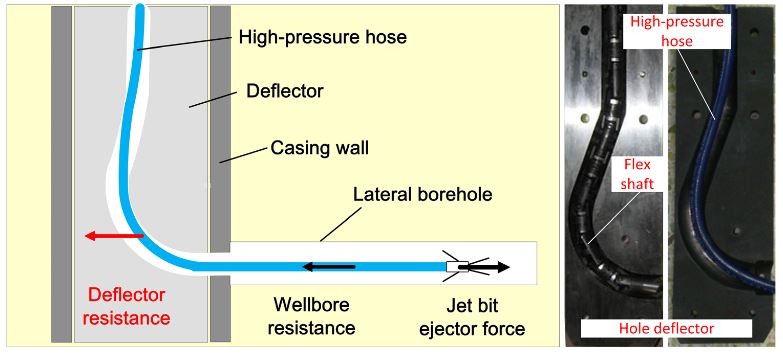 High-pressure hose
Deflector
Casing wall
Lateral borehole
Deflector
resistance
Wellbore
resistance
Jet bit
ejector force
High-pressure
hose
Flex
shaft
Hole deflector